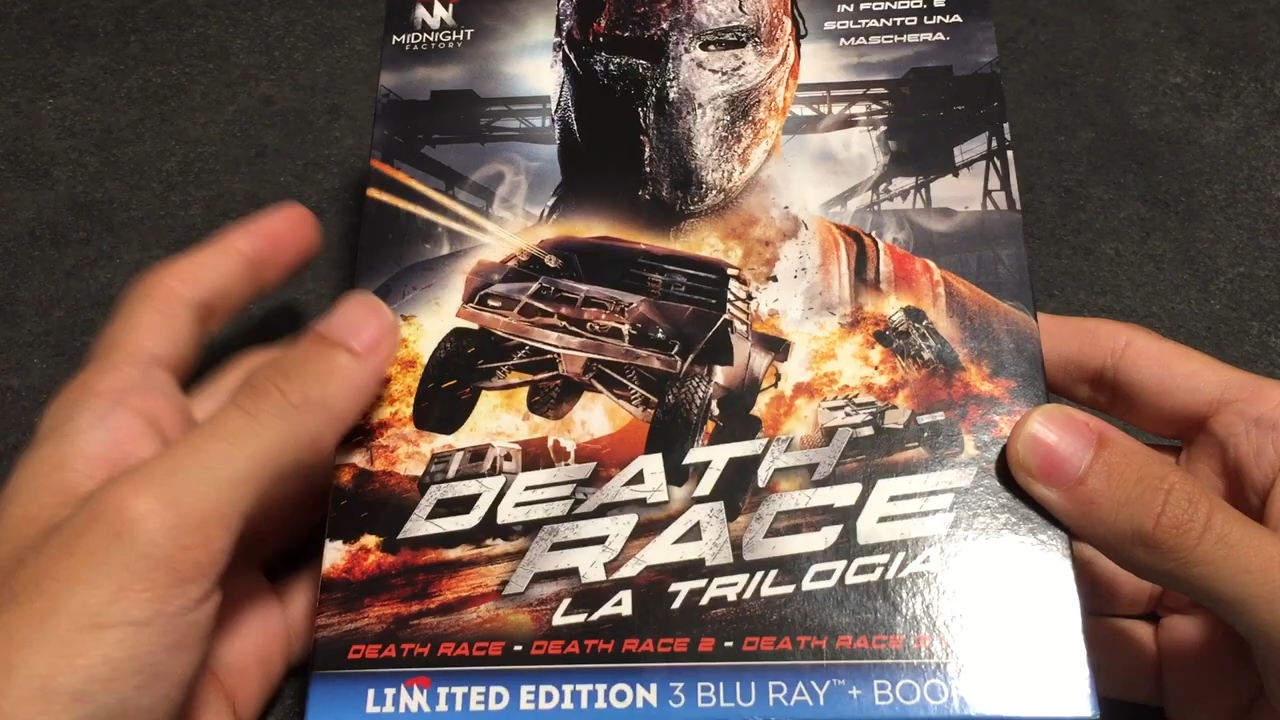 MIDNIGHT
FACTORY
IN FONDO, È
SOLTANTO UNA
MASCHERA.
DEATH
RACE
LA TRILOGIA
DEATH RACE - DEATH RACE 2 - DEATH RACE
LIMITED EDITION 3 BLU RAY™ + BOO